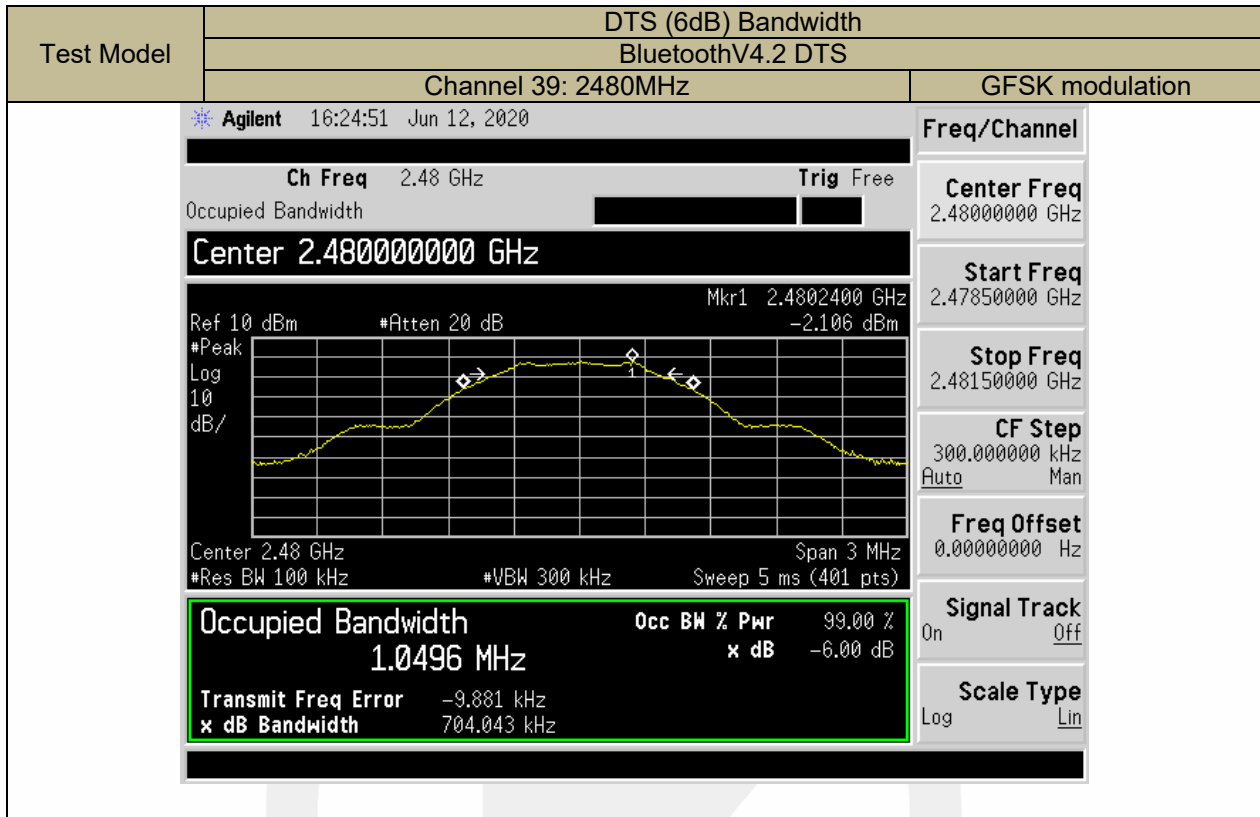 Test Model
DTS (6dB) Bandwidth
BluetoothV4.2 DTS
Channel 39: 2480MHz
GFSK modulation
Agilent 16:24:51 Jun 12, 2020
Ch Freq 2.48 GHz
Trig Free
Occupied Bandwidth
Center 2.480000000 GHz
Mkr1 2.4802400 GHz
Ref 10 dBm
#Atten 20 dB
-2.106 dBm
#Peak
Log
10
dB/
1
Center 2.48 GHz
Span 3 MHz
#Res BW 100 kHz
#VBW 300 kHz
Sweep 5 ms (401 pts)
Occupied Bandwidth
1.0496 MHz
Occ BW % Pwr 99.00 %
x dB -6.00 dB
Transmit Freq Error -9.881 kHz
x dB Bandwidth 704.043 kHz
Freq/Channel
Center Freq
2.48000000 GHz
Start Freq
2.47850000 GHz
Stop Freq
2.48150000 GHz
CF Step
300.000000 kHz
Auto Man
Freq Offset
0.00000000 Hz
Signal Track
On Off
Scale Type
Log Lin